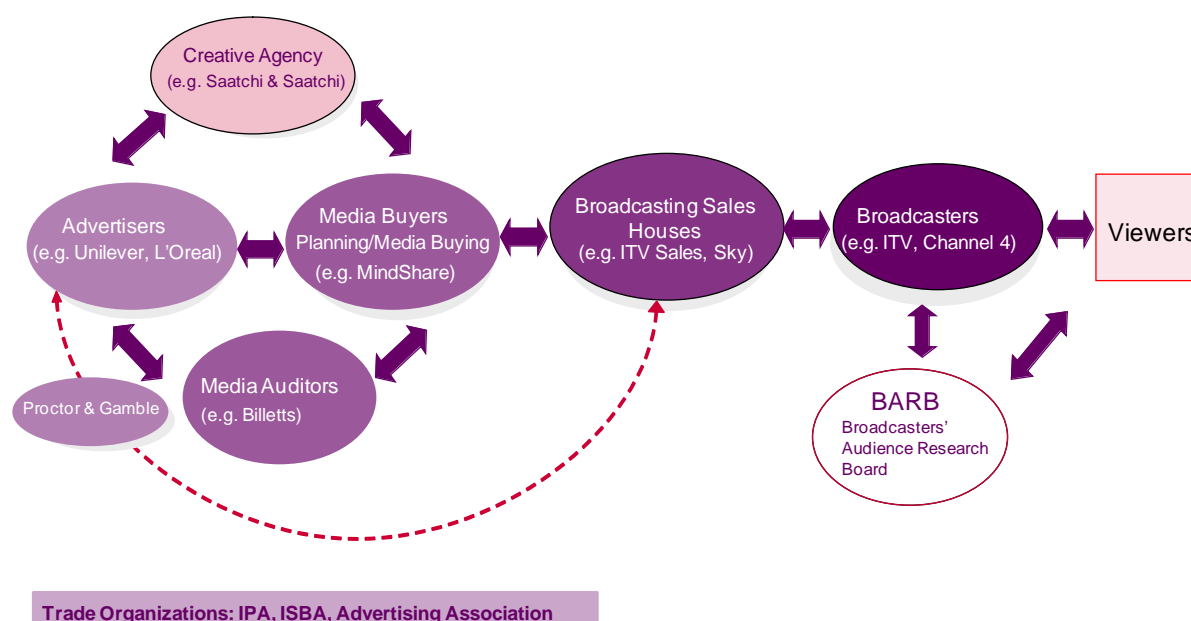 Creative Agency
(e.g. Saatchi & Saatchi)
Advertisers
(e.g. Unilever, L'Oreal)
Media Buyers
Planning/Media Buying
(e.g. MindShare)
Broadcasting Sales
Houses
(e.g. ITV Sales, Sky)
Broadcasters
(e.g. ITV, Channel 4)
Viewers
Media Auditors
(e.g. Billetts)
Proctor & Gamble
BARB
Broadcasters'
Audience Research
Board
Trade Organizations: IPA, ISBA, Advertising Association